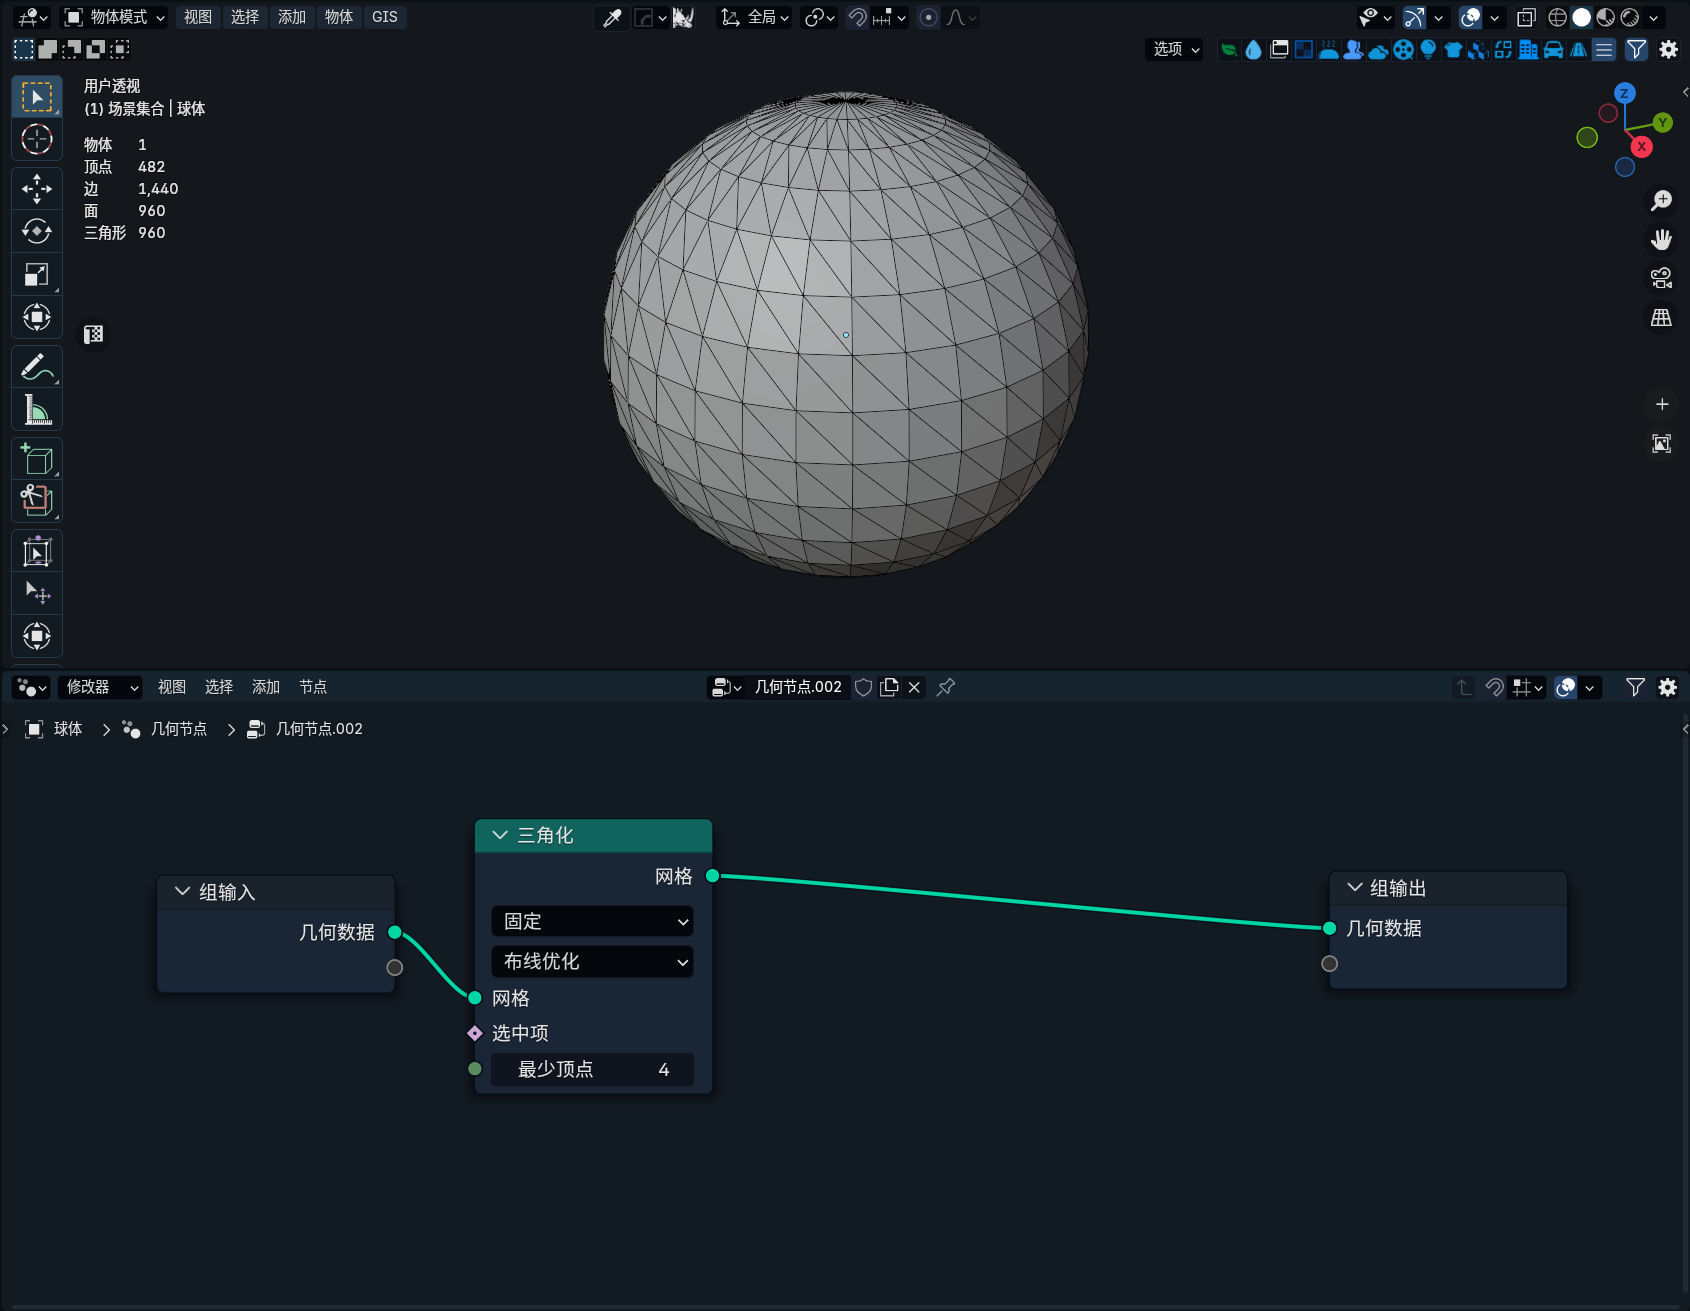 物体模式 视图 选择 添加 物体 GIS 全局
选项
用户透视
(1) 场景集合 | 球体
物体 1
顶点 482
边 1,440
面 960
三角形 960
Z
Y
X
修改器 视图 选择 添加 节点 几何节点.002
球体 几何节点 几何节点.002
三角化
网格
固定
布线优化
网格
选中项
最少顶点 4
组输入
几何数据
组输出
几何数据